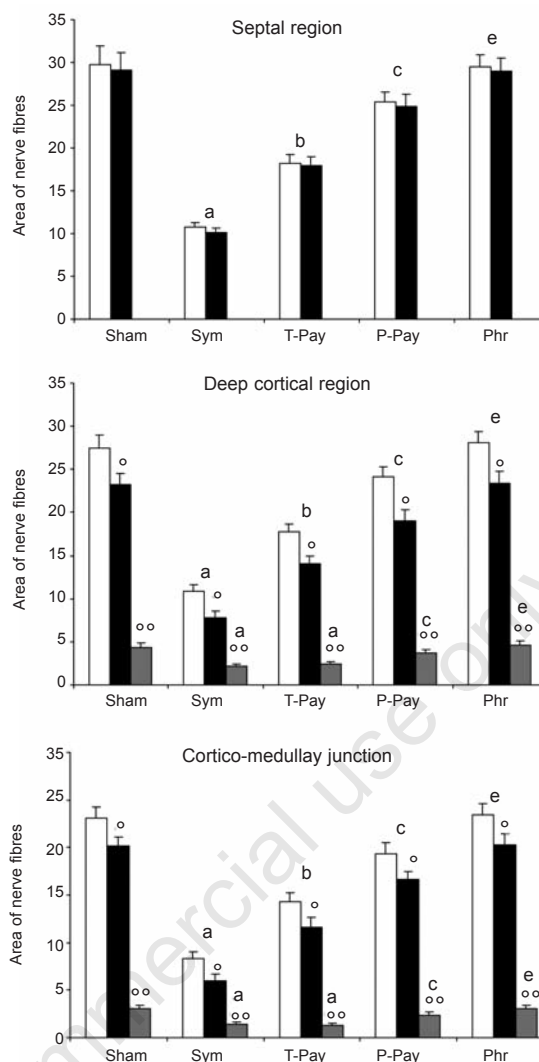 Septal region
Area of nerve fibres
35
30
25
20
15
10
5
0
a
b
c
e
Sham Sym T-Pay P-Pay Phr
Deep cortical region
Area of nerve fibres
35
30
25
20
15
10
5
0
° °°
a ° a °°
b ° a °°
c ° c °°
e ° e °°
Sham Sym T-Pay P-Pay Phr
Cortico-medullay junction
Area of nerve fibres
35
25
20
15
10
5
0
° °°
a ° a °°
b ° a °°
c ° c °°
e ° e °°
Sham Sym T-Pay P-Pay Phr
mmercial use only